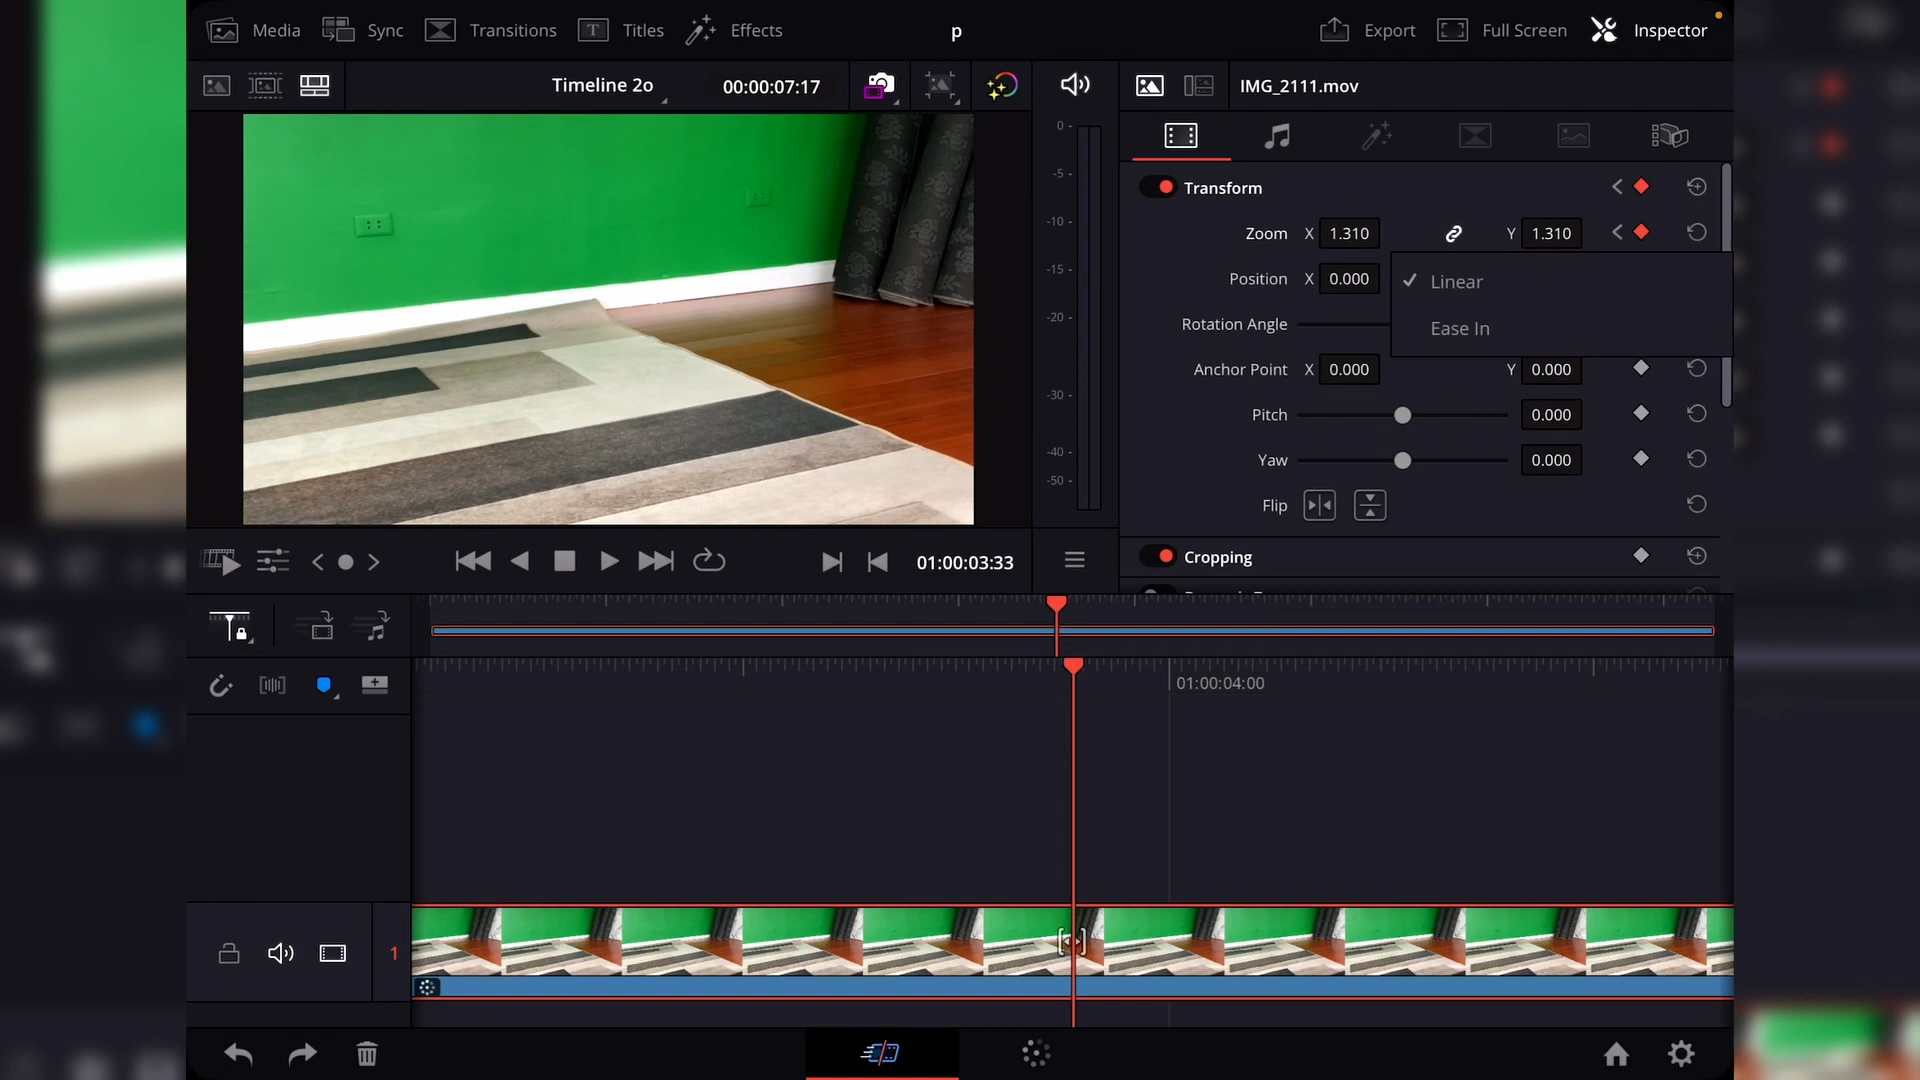 Media Sync Transitions T Titles Effects p Export Full Screen Inspector
Timeline 2o 00:00:07:17 IMG_2111.mov
0 -
-5 -
-10 -
-15 -
-20 -
-30 -
-40 -
-50 -
Transform
Zoom X 1.310 Y 1.310
Position X 0.000
Linear
Rotation Angle
Ease In
Anchor Point X 0.000 Y 0.000
Pitch 0.000
Yaw 0.000
Flip
Cropping
01:00:03:33
01:00:04:00
1